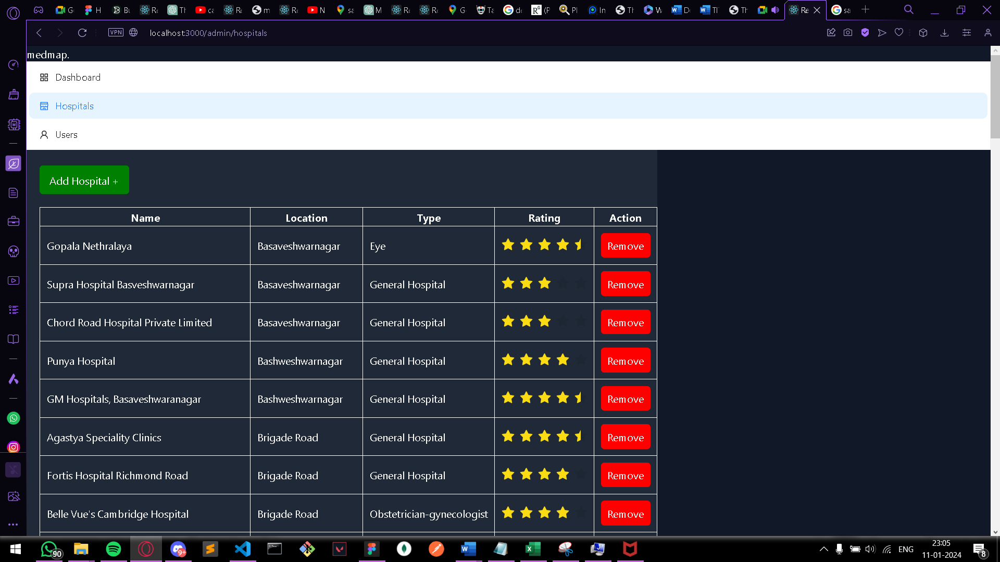 VPN
localhost:3000/admin/hospitals
medmap.
Dashboard
Hospitals
Users
Add Hospital +
Name Location Type Rating Action
Gopala Nethralaya Basaveshwarnagar Eye Remove
Supra Hospital Basveshwarnagar Basaveshwarnagar General Hospital Remove
Chord Road Hospital Private Limited Basaveshwarnagar General Hospital Remove
Punya Hospital Bashweshwarnagar General Hospital Remove
GM Hospitals, Basaveshwaranagar Bashweshwarnagar General Hospital Remove
Agastya Speciality Clinics Brigade Road General Hospital Remove
Fortis Hospital Richmond Road Brigade Road General Hospital Remove
Belle Vue's Cambridge Hospital Brigade Road Obstetrician-gynecologist Remove
90
9+
ENG
23:05
11-01-2024
8